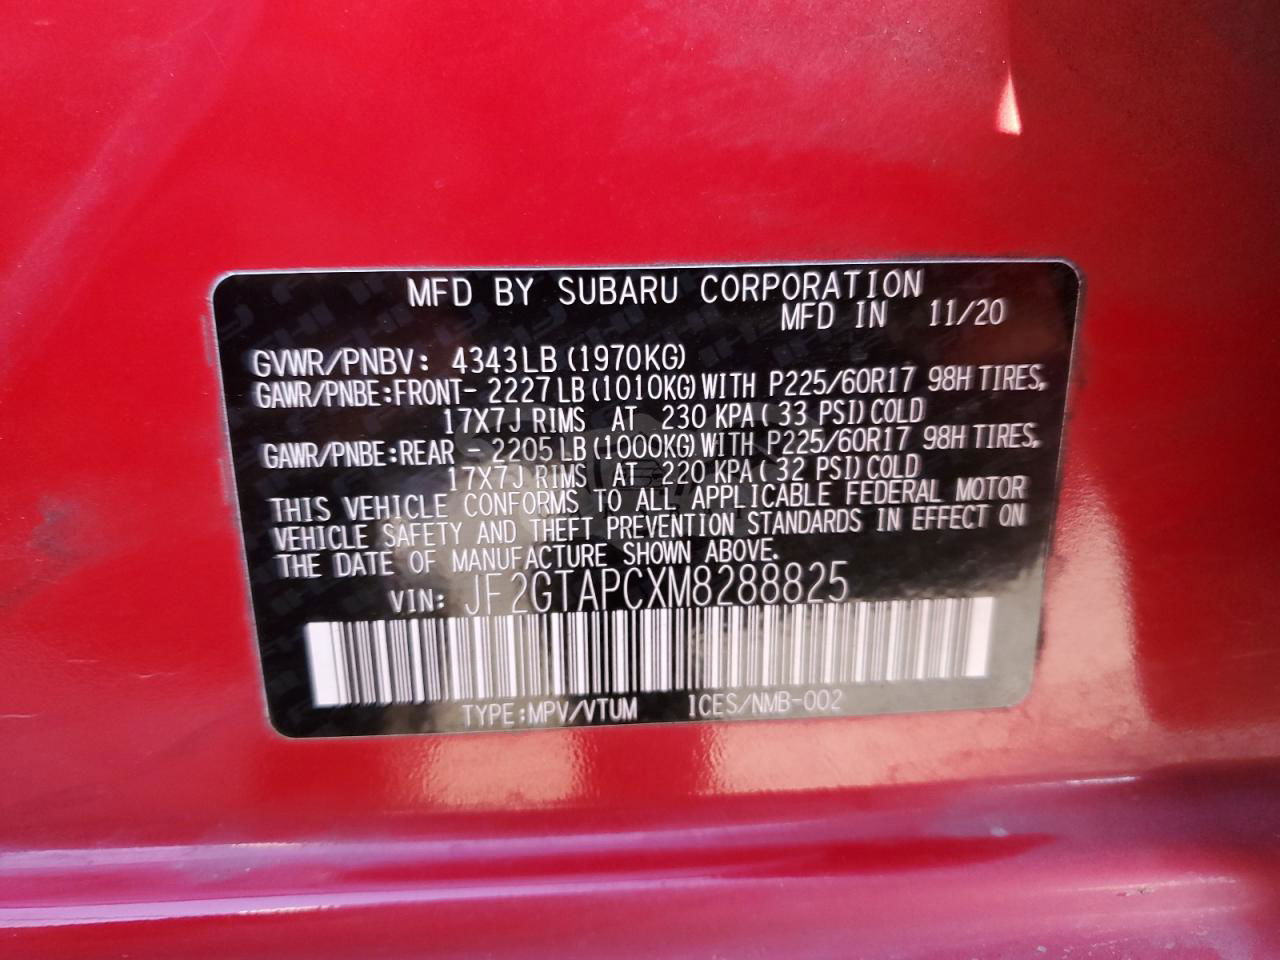 MFD BY SUBARU CORPORATION
MFD IN 11/20
GVWR/PNBV: 4343LB (1970KG)
GAWR/PNBE:FRONT- 2227LB (1010KG) WITH P225/60R17 98H TIRES,
17X7J RIMS AT 230 KPA( 33 PSI) COLD
GAWR/PNBE:REAR - 2205LB (1000KG) WITH P225/60R17 98H TIRES,
17X7J RIMS AT 220 KPA( 32 PSI) COLD
THIS VEHICLE CONFORMS TO ALL APPLICABLE FEDERAL MOTOR
VEHICLE SAFETY AND THEFT PREVENTION STANDARDS IN EFFECT ON
THE DATE OF MANUFACTURE SHOWN ABOVE.
VIN: JF2GTAPCXM8288825
TYPE:MPV/VTUM 1CES/NMB-002